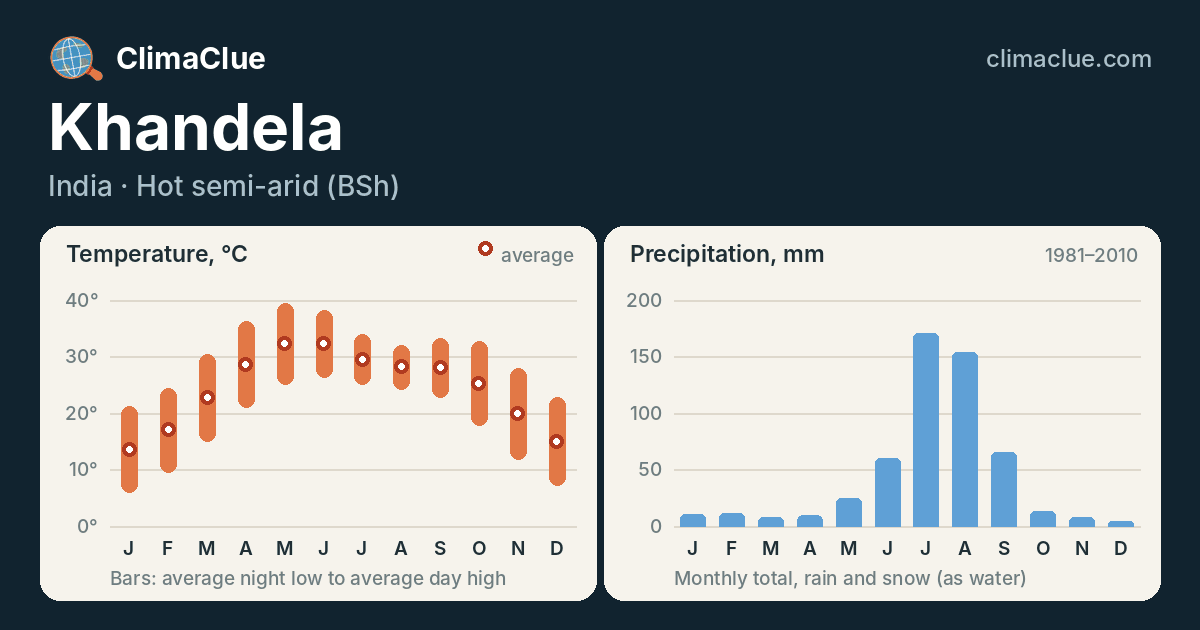 ClimaClue
climaclue.com
Khandela
India · Hot semi-arid (BSh)
Temperature, °C
average
40°
30°
20°
10°
0°
J F M A M J J A S O N D
Bars: average night low to average day high
Precipitation, mm
1981–2010
200
150
100
50
0
J F M A M J J A S O N D
Monthly total, rain and snow (as water)